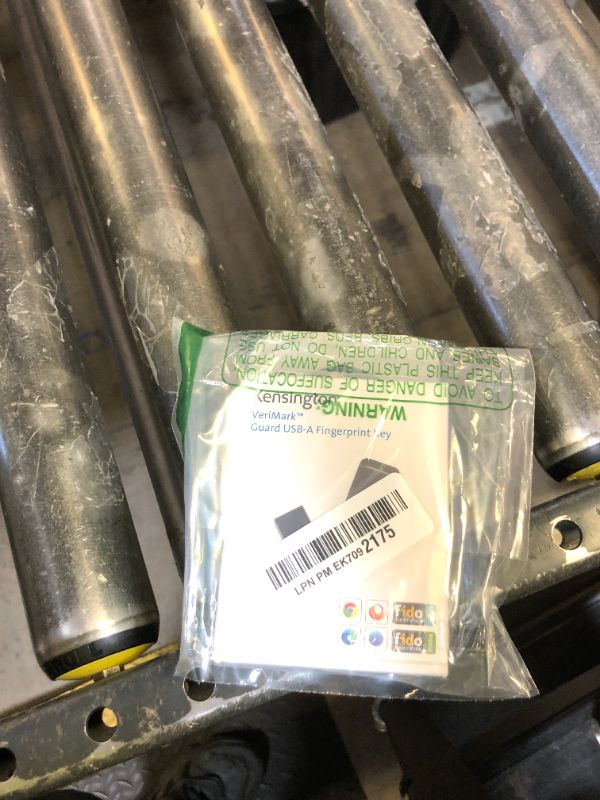 WARNING:
TO AVOID DANGER OF SUFFOCATION
KEEP THIS PLASTIC BAG AWAY FROM
BABIES AND CHILDREN. DO NOT USE
Kensington
VeriMark™
Guard USB-A Fingerprint Key
LPN PM EK709 2175
fido
fido